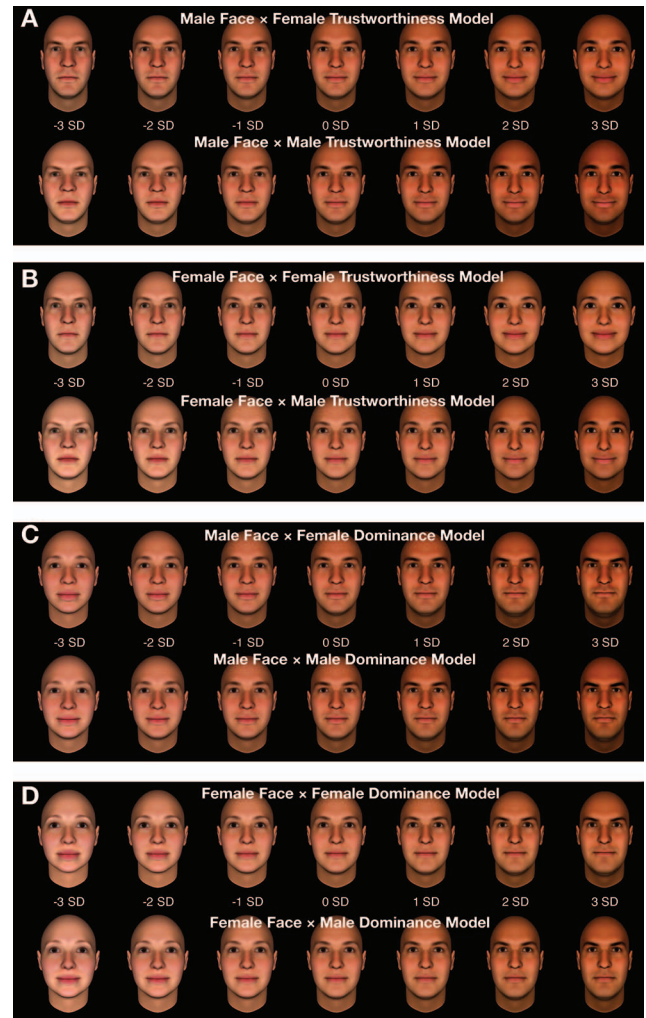 A
Male Face × Female Trustworthiness Model
-3 SD -2 SD -1 SD 0 SD 1 SD 2 SD 3 SD
Male Face × Male Trustworthiness Model
B
Female Face × Female Trustworthiness Model
-3 SD -2 SD -1 SD 0 SD 1 SD 2 SD 3 SD
Female Face × Male Trustworthiness Model
C
Male Face × Female Dominance Model
-3 SD -2 SD -1 SD 0 SD 1 SD 2 SD 3 SD
Male Face × Male Dominance Model
D
Female Face × Female Dominance Model
-3 SD -2 SD -1 SD 0 SD 1 SD 2 SD 3 SD
Female Face × Male Dominance Model